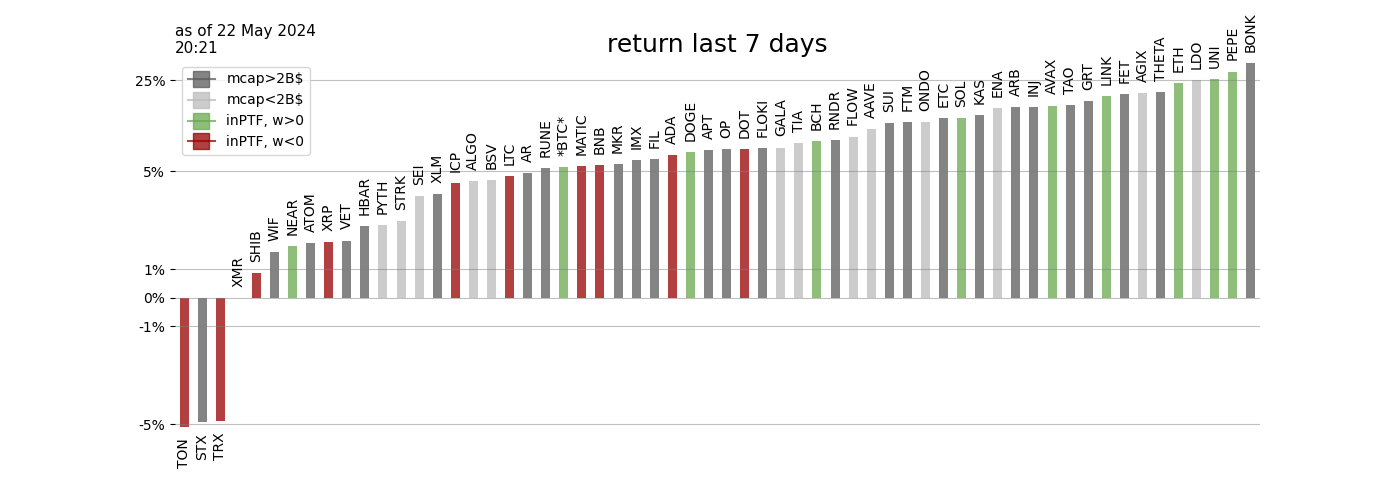 as of 22 May 2024
20:21
return last 7 days
mcap>2B$
mcap<2B$
inPTF, w>0
inPTF, w<0
25%
5%
1%
0%
-1%
-5%
TON
STX
TRX
XMR
SHIB
WIF
NEAR
ATOM
XRP
VET
HBAR
PYTH
STRK
SEI
XLM
ICP
ALGO
BSV
LTC
AR
RUNE
*BTC*
MATIC
BNB
MKR
IMX
FIL
ADA
DOGE
APT
OP
DOT
FLOKI
GALA
TIA
BCH
RNDR
FLOW
AAVE
SUI
FTM
ONDO
ETC
SOL
KAS
ENA
ARB
INJ
AVAX
TAO
GRT
LINK
FET
AGIX
THETA
ETH
LDO
UNI
PEPE
BONK